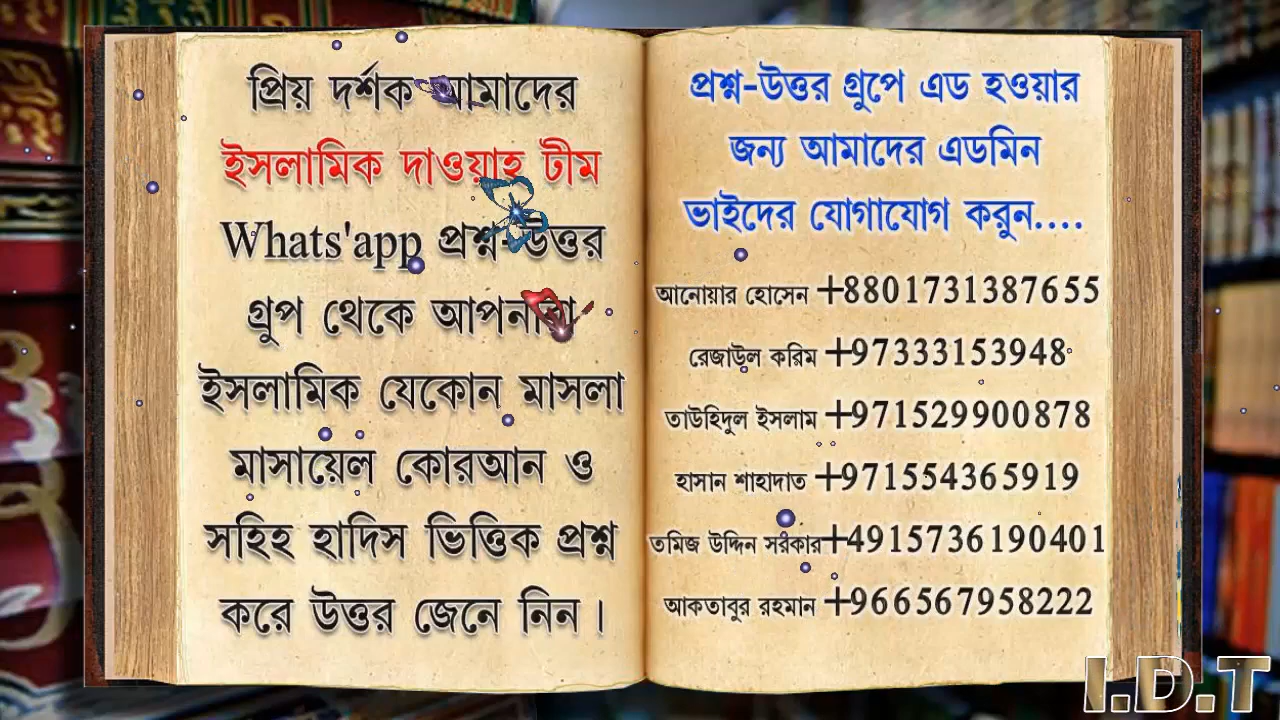 প্রিয় দর্শক আমাদের
ইসলামিক দাওয়াহ টীম
Whats'app প্রশ্ন-উত্তর
গ্রুপ থেকে আপনারা
ইসলামিক যেকোন মাসলা
মাসায়েল কোরআন ও
সহিহ হাদিস ভিত্তিক প্রশ্ন
করে উত্তর জেনে নিন।
প্রশ্ন-উত্তর গ্রুপে এড হওয়ার
জন্য আমাদের এডমিন
ভাইদের যোগাযোগ করুন....
আনোয়ার হোসেন +8801731387655
রেজাউল করিম +97333153948
তাউহিদুল ইসলাম +971529900878
হাসান শাহাদাত +971554365919
তমিজ উদ্দিন সরকার+4915736190401
আকতাবুর রহমান +966567958222
I.D.T